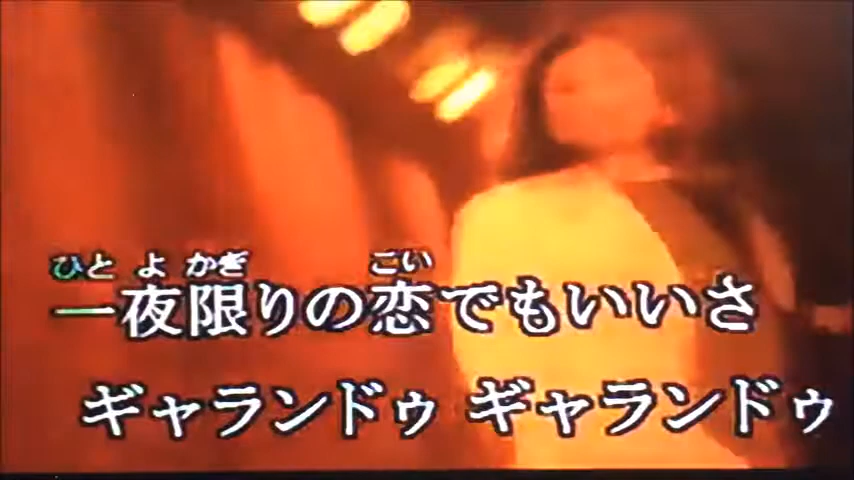 ひと よ かぎ こい
一夜限りの恋でもいいさ
ギャランドゥ ギャランドゥ